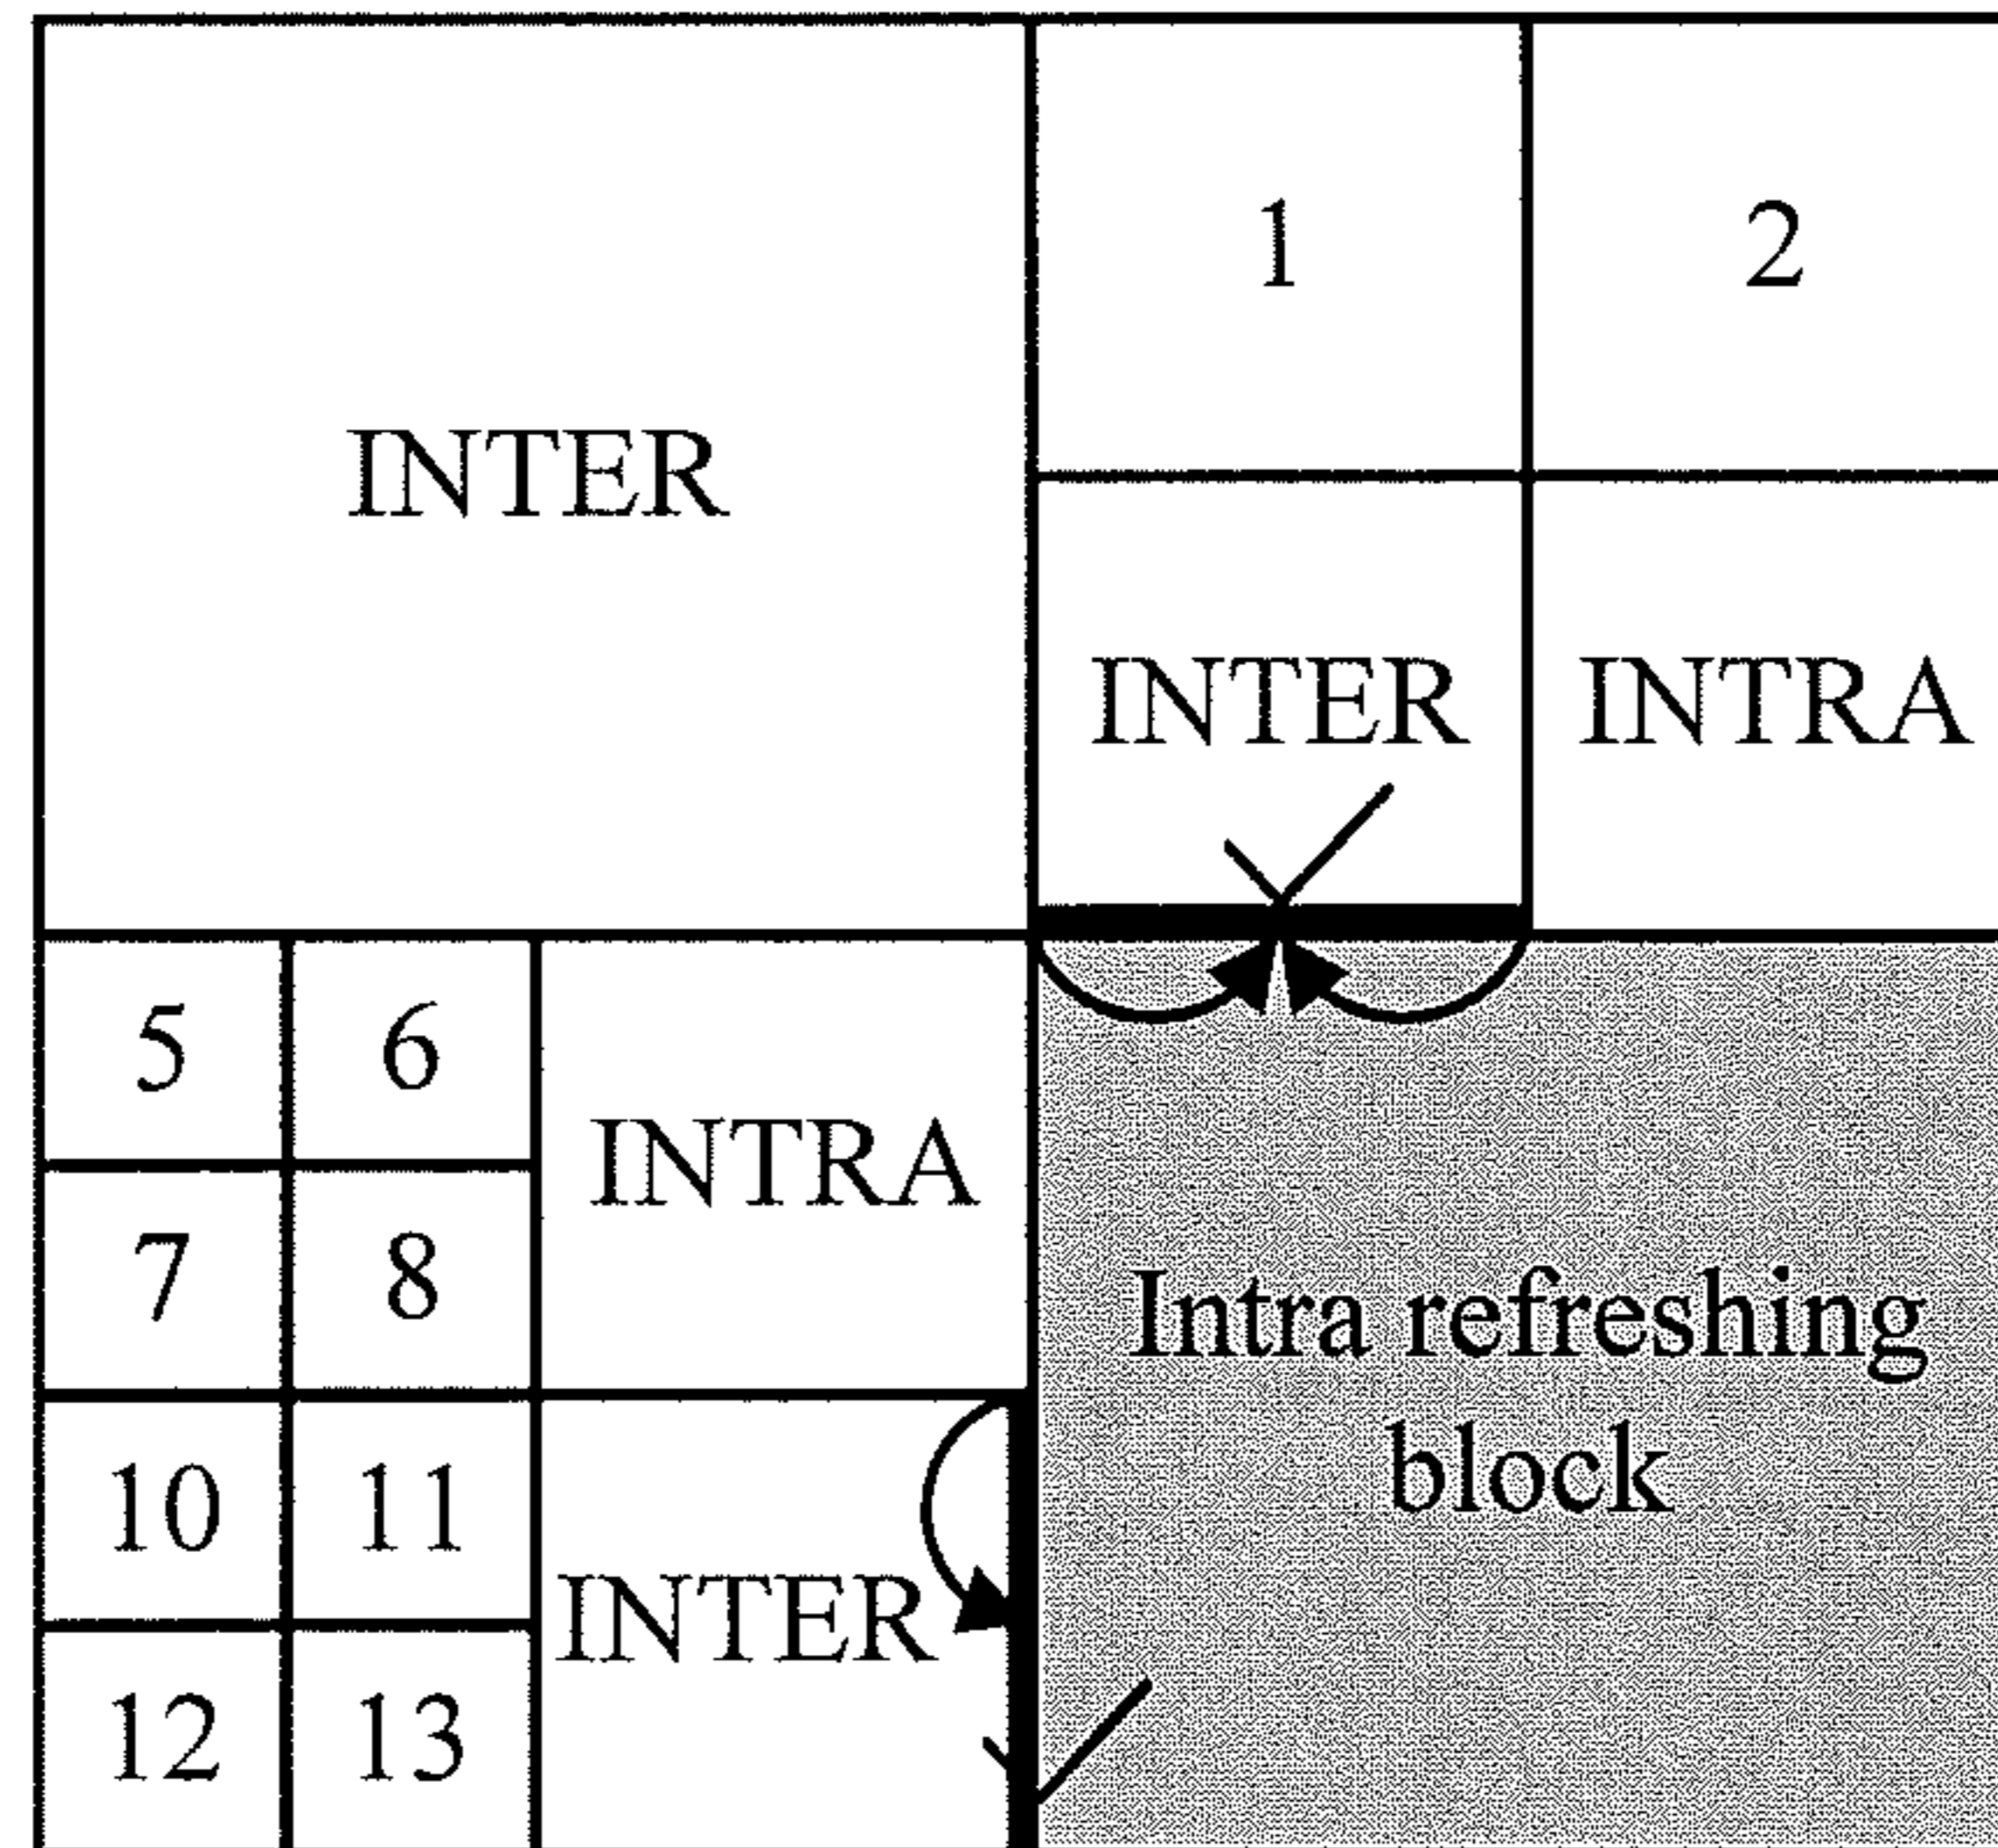 1
2
INTER
INTER
INTRA
5
6
INTRA
7
8
Intra refreshing
block
10
11
INTER
12
13